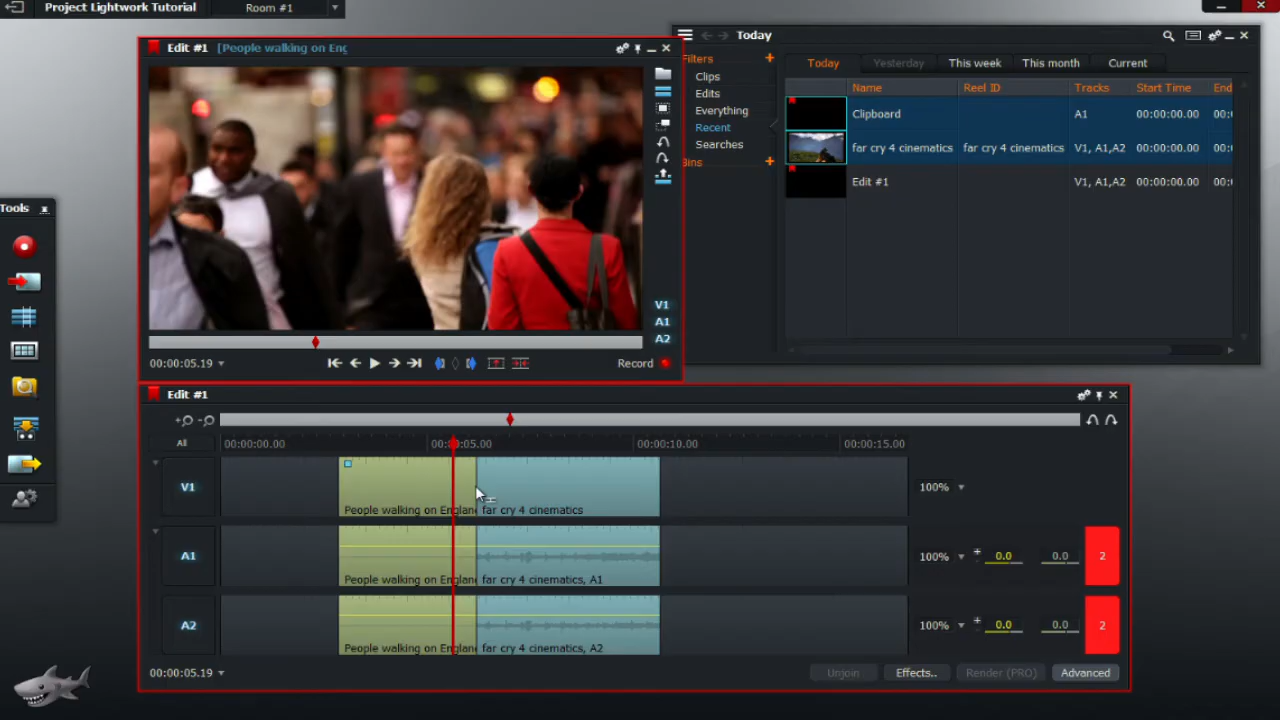 Project Lightwork Tutorial
Room #1
Edit #1 [People walking on Eng
Today
Filters
Clips
Edits
Everything
Recent
Searches
Bins
Today Yesterday This week This month Current
Name Reel ID Tracks Start Time End
Clipboard A1 00:00:00.00
far cry 4 cinematics far cry 4 cinematics V1, A1,A2 00:00:00.00
Edit #1 V1, A1,A2 00:00:00.00
Tools
V1
A1
A2
00:00:05.19
Record
Edit #1
All
00:00:00.00 00:00:05.00 00:00:10.00 00:00:15.00
V1
People walking on England far cry 4 cinematics
100%
A1
People walking on England far cry 4 cinematics, A1
100% + 0.0 0.0 2
A2
People walking on England far cry 4 cinematics, A2
100% + 0.0 0.0 2
00:00:05.19
Unjoin Effects.. Render (PRO) Advanced